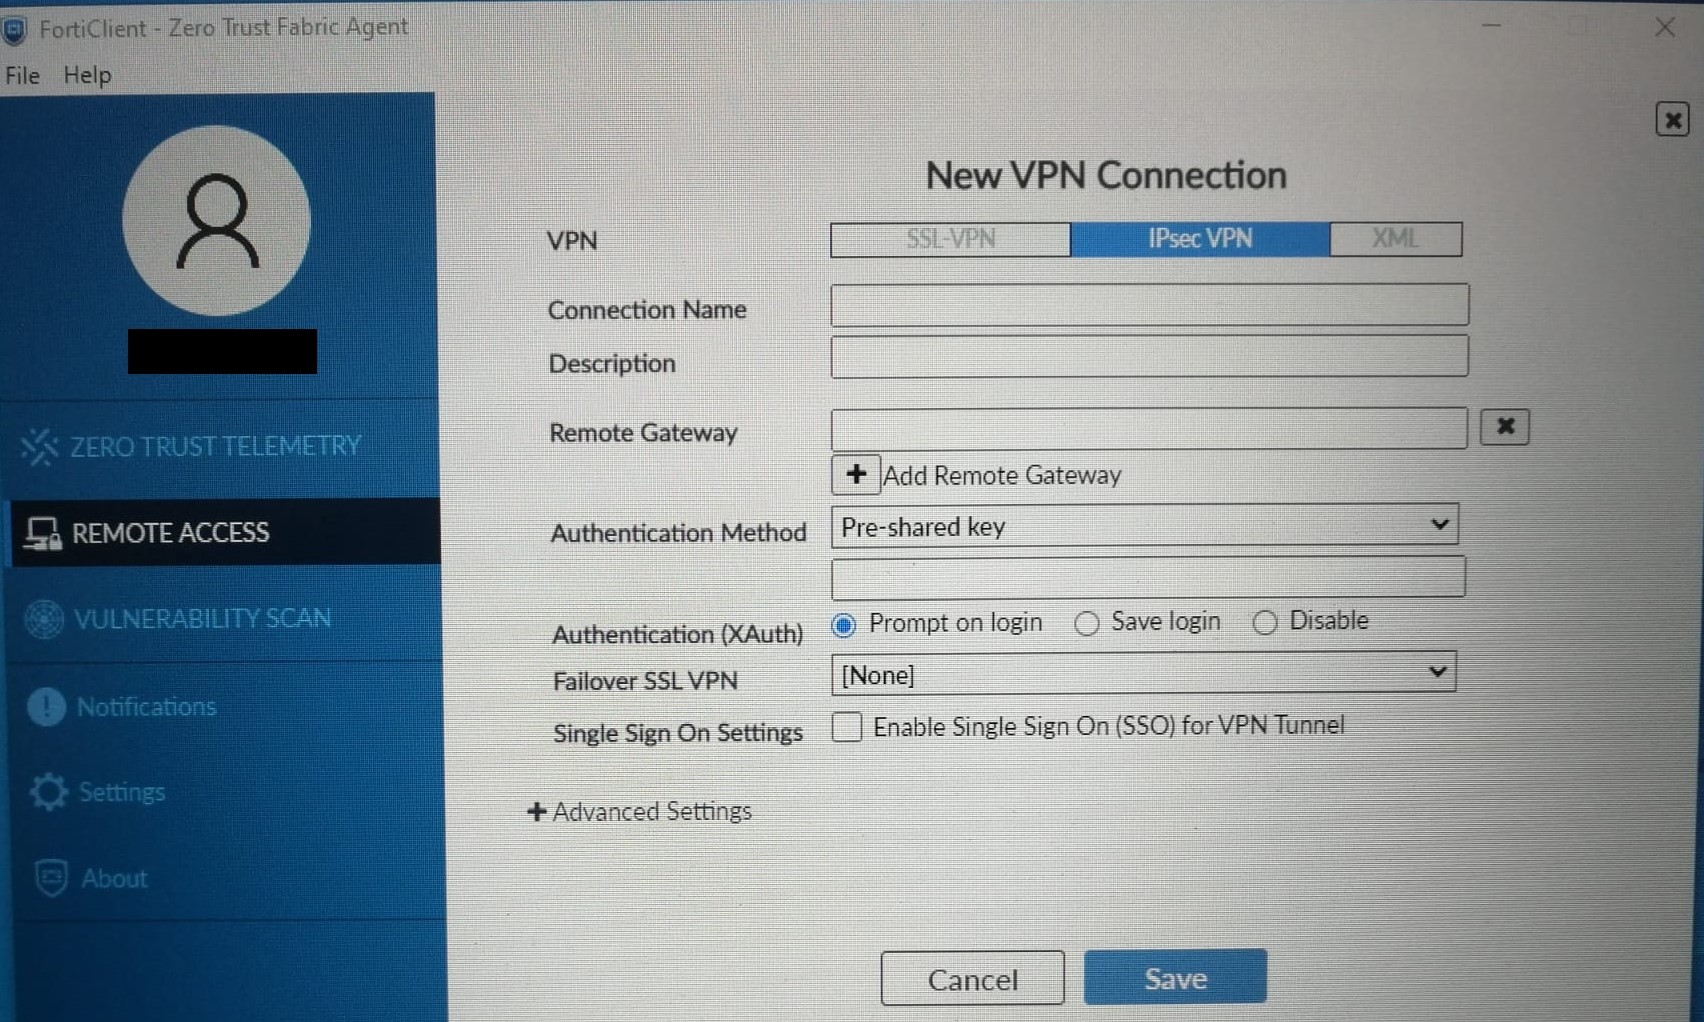 FortiClient - Zero Trust Fabric Agent
File Help
New VPN Connection
VPN SSL-VPN IPsec VPN XML
Connection Name
Description
Remote Gateway
Add Remote Gateway
Authentication Method Pre-shared key
Authentication (XAuth) Prompt on login Save login Disable
Failover SSL VPN [None]
Single Sign On Settings Enable Single Sign On (SSO) for VPN Tunnel
Advanced Settings
Cancel Save
ZERO TRUST TELEMETRY
REMOTE ACCESS
VULNERABILITY SCAN
Notifications
Settings
About